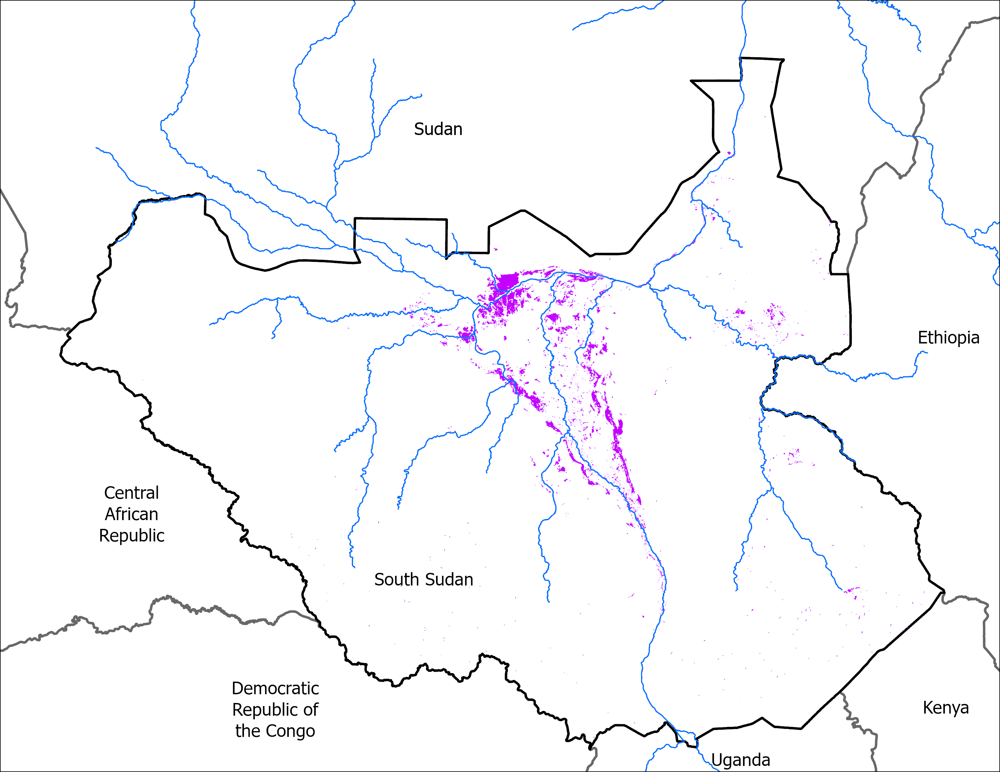 Sudan
Ethiopia
Central
African
Republic
South Sudan
Democratic
Republic of
the Congo
Kenya
Uganda